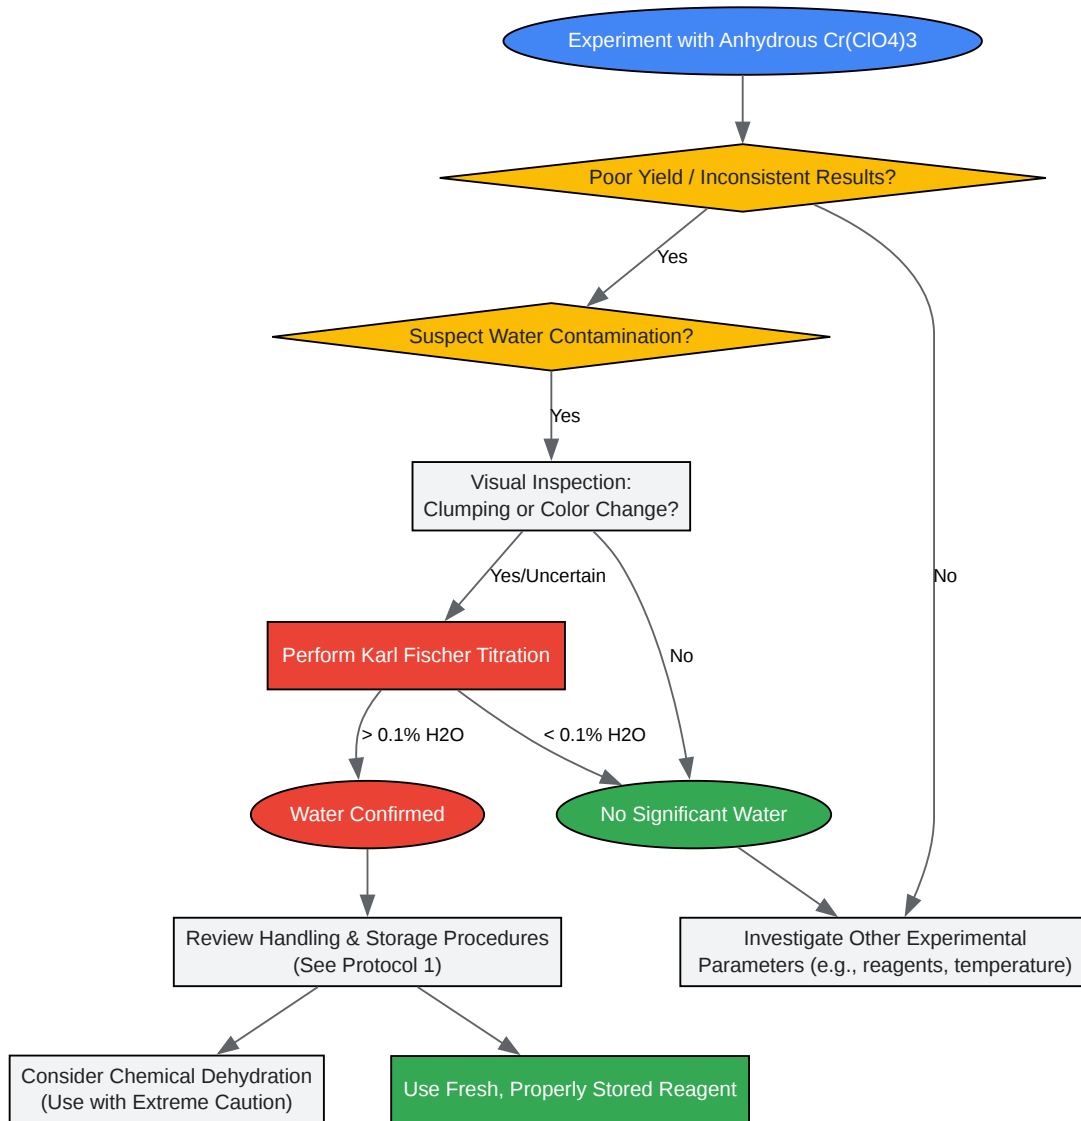 Experiment with Anhydrous Cr(ClO4)3
Poor Yield / Inconsistent Results?
Yes
Suspect Water Contamination?
Yes
Visual Inspection:
Clumping or Color Change?
Yes/Uncertain
No
Perform Karl Fischer Titration
No
> 0.1% H2O
< 0.1% H2O
Water Confirmed
No Significant Water
Review Handling & Storage Procedures
(See Protocol 1)
Investigate Other Experimental
Parameters (e.g., reagents, temperature)
Consider Chemical Dehydration
(Use with Extreme Caution)
Use Fresh, Properly Stored Reagent